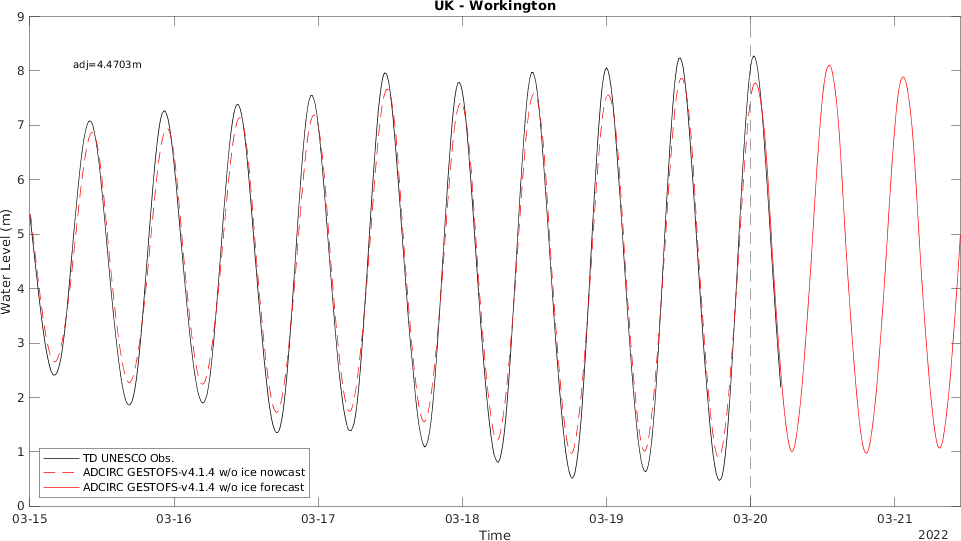 UK - Workington
9
8
7
6
5
4
3
2
1
0
Water Level (m)
adj=4.4703m
TD UNESCO Obs.
ADCIRC GESTOFS-v4.1.4 w/o ice nowcast
ADCIRC GESTOFS-v4.1.4 w/o ice forecast
03-15 03-16 03-17 03-18 03-19 03-20 03-21
Time
2022